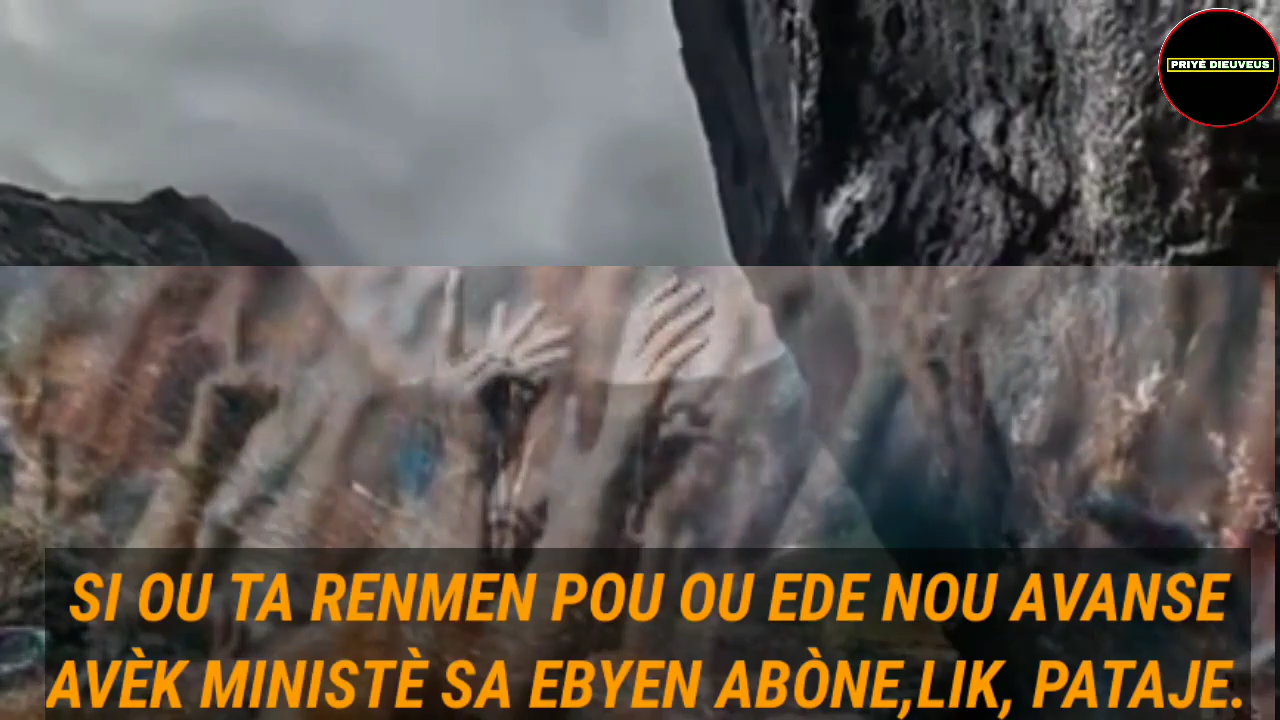 PRIYÈ DIEUVEUS
SI OU TA RENMEN POU OU EDE NOU AVANSE
AVÈK MINISTÈ SA EBYEN ABÒNE,LIK, PATAJE.